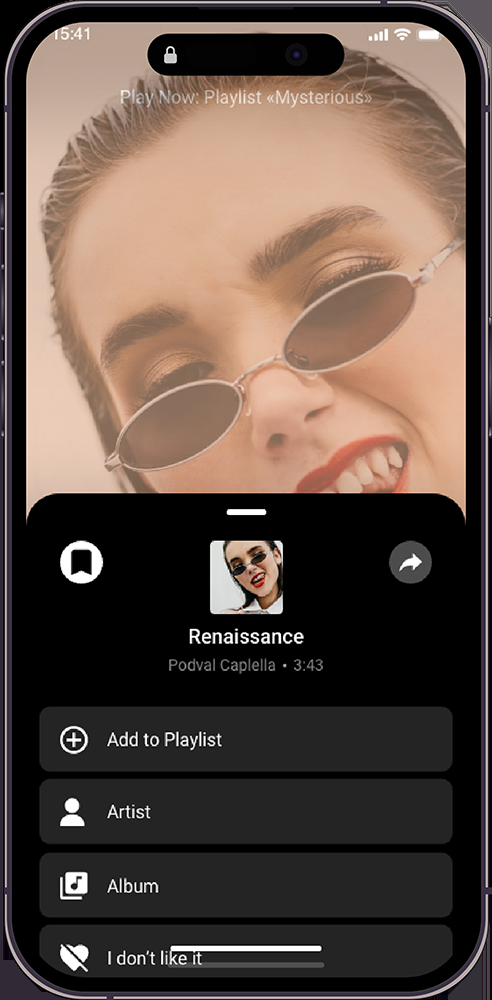 15:41
Play Now: Playlist «Mysterious»
Renaissance
Podval Caplella • 3:43
Add to Playlist
Artist
Album
I don't like it